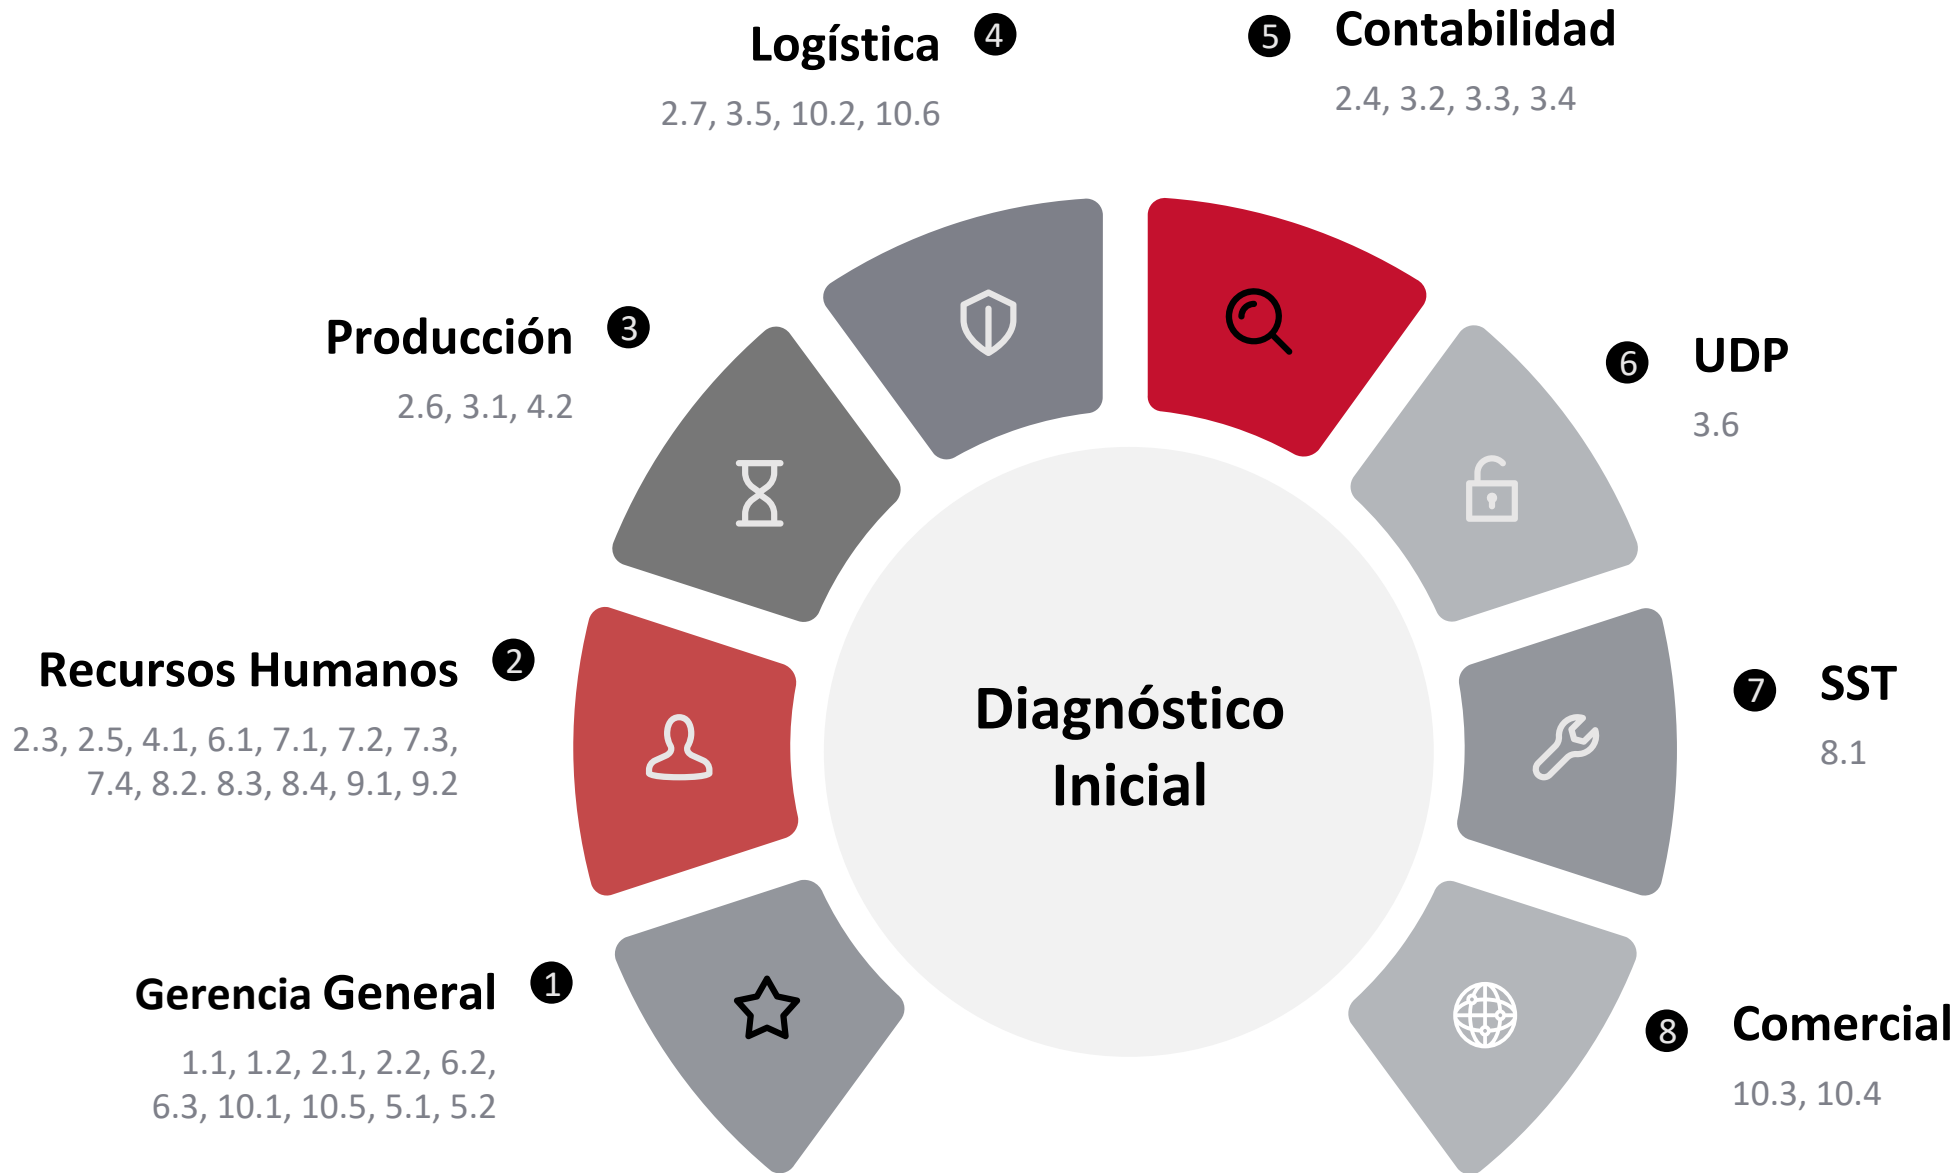 Logística
4
2.7, 3.5, 10.2, 10.6
5
Contabilidad
2.4, 3.2, 3.3, 3.4
Producción
3
2.6, 3.1, 4.2
6
UDP
3.6
Recursos Humanos
2
2.3, 2.5, 4.1, 6.1, 7.1, 7.2, 7.3,
7.4, 8.2. 8.3, 8.4, 9.1, 9.2
Diagnóstico
Inicial
7
SST
8.1
Gerencia General
1
1.1, 1.2, 2.1, 2.2, 6.2,
6.3, 10.1, 10.5, 5.1, 5.2
8
Comercial
10.3, 10.4